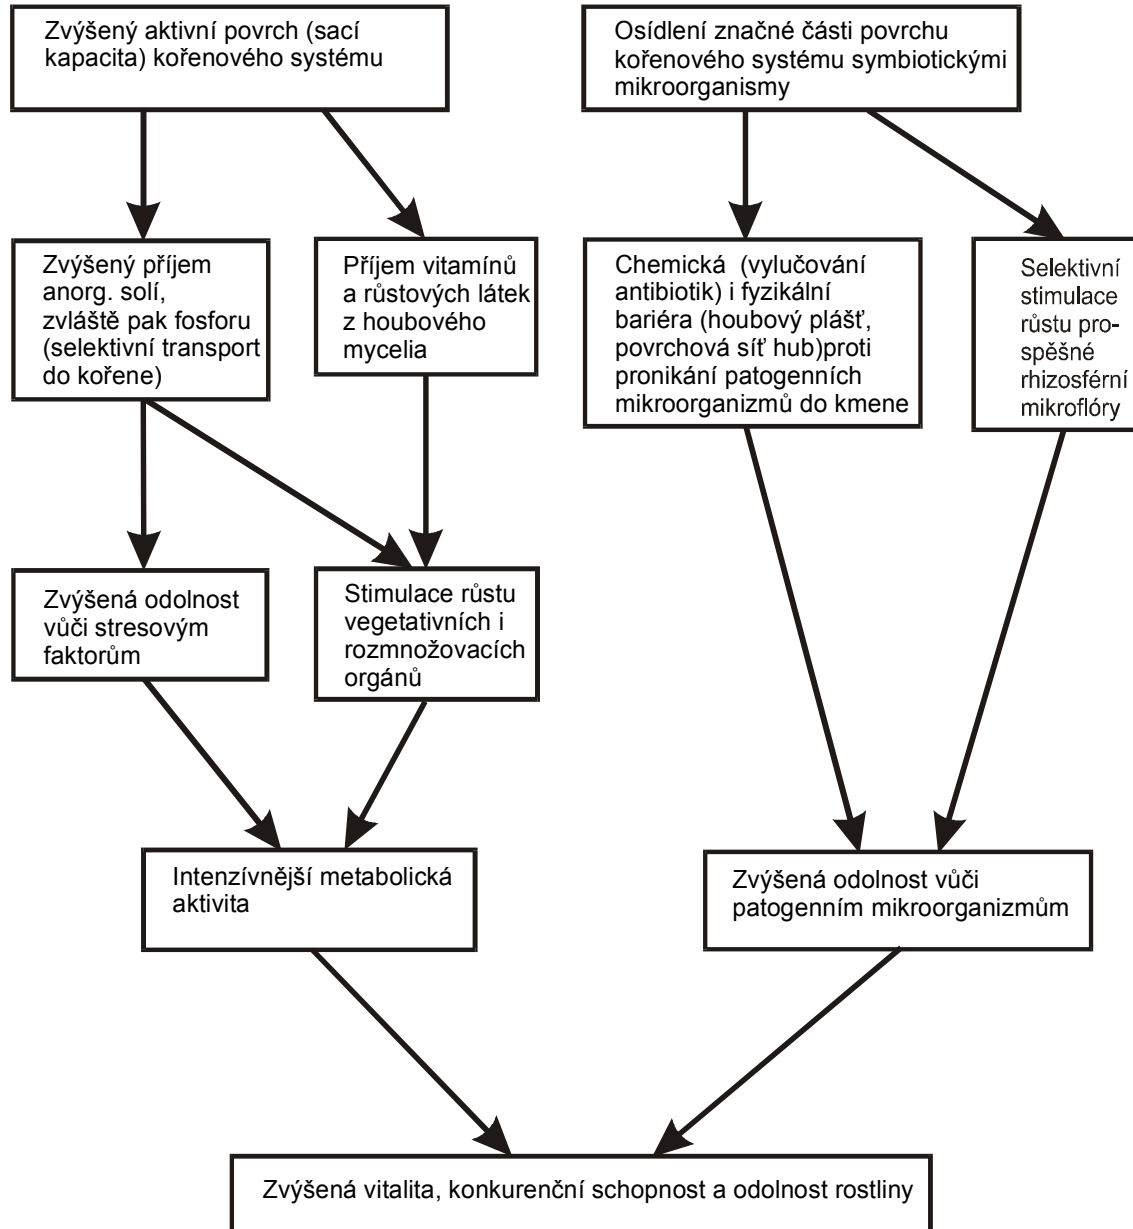 Zvýšený aktivní povrch (sací
kapacita) kořenového systému
Osídlení značné části povrchu
kořenového systému symbiotickými
mikroorganismy
Zvýšený příjem
anorg. solí,
zvláště pak fosforu
(selektivní transport
do kořene)
Příjem vitamínů
a růstových látek
z houbového
mycelia
Chemická (vylučování
antibiotik) i fyzikální
bariéra (houbový plášť,
povrchová síť hub)proti
pronikání patogenních
mikroorganizmů do kmene
Selektivní
stimulace
růstu pro-
spěšné
rhizosférní
mikroflóry
Zvýšená odolnost
vůči stresovým
faktorům
Stimulace růstu
vegetativních i
rozmnožovacích
orgánů
Intenzívnější metabolická
aktivita
Zvýšená odolnost vůči
patogenním mikroorganizmům
Zvýšená vitalita, konkurenční schopnost a odolnost rostliny